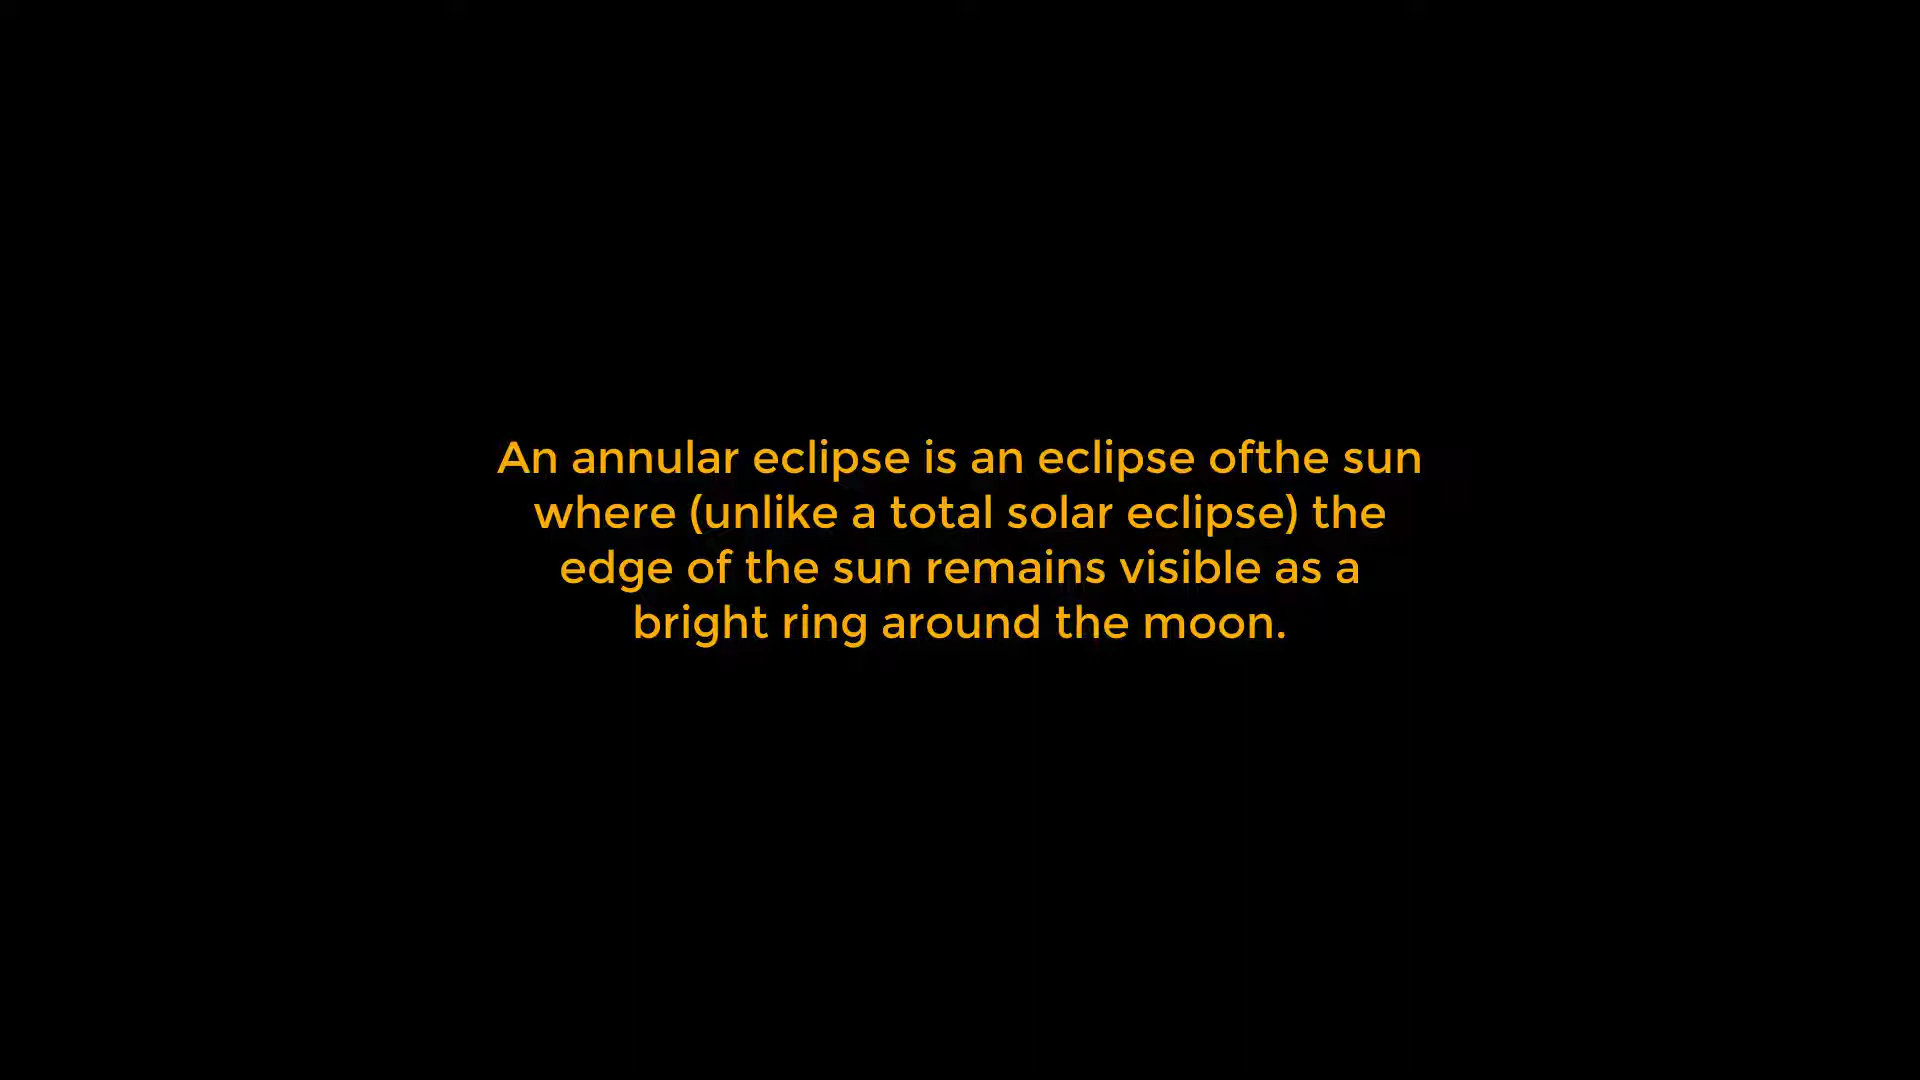 An annular eclipse is an eclipse ofthe sun
where (unlike a total solar eclipse) the
edge of the sun remains visible as a
bright ring around the moon.